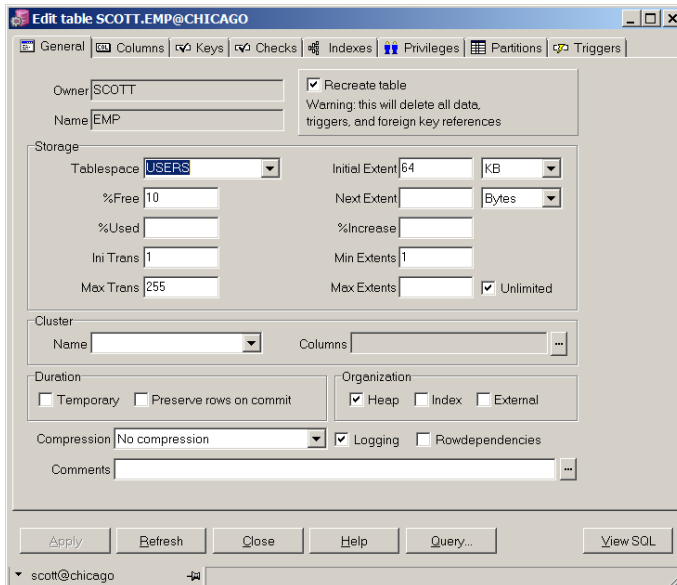 Edit table SCOTT.EMP@CHICAGO
General Columns Keys Checks Indexes Privileges Partitions Triggers
Owner SCOTT
Recreate table
Name EMP
Warning: this will delete all data,
triggers, and foreign key references
Storage
Tablespace USERS Initial Extent 64 KB
%Free 10 Next Extent Bytes
%Used %Increase
Ini Trans 1 Min Extents 1
Max Trans 255 Max Extents Unlimited
Cluster
Name Columns ...
Duration Organization
Temporary Preserve rows on commit Heap Index External
Compression No compression Logging Rowdependencies
Comments ...
Apply Refresh Close Help Query... View SQL
scott@chicago